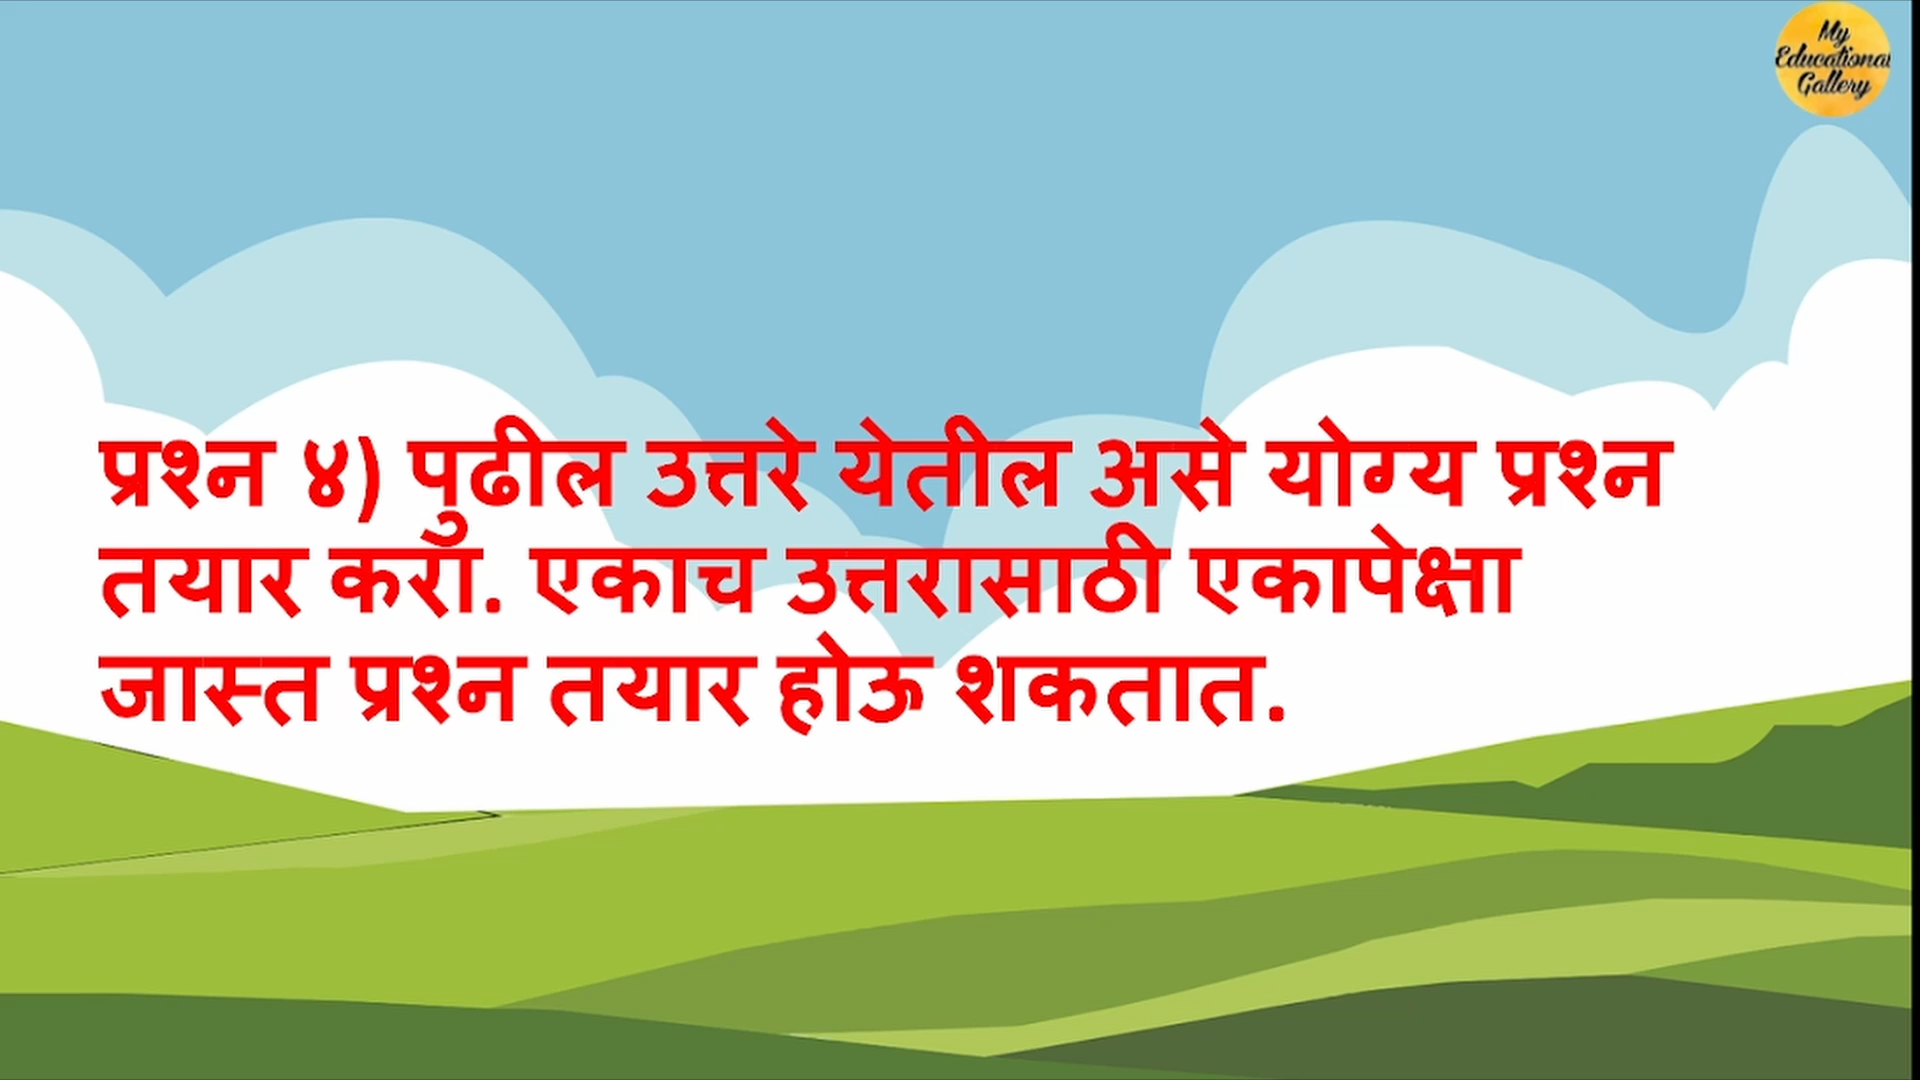 My
Educational
Gallery
प्रश्न ४) पुढील उत्तरे येतील असे योग्य प्रश्न
तयार करा. एकाच उत्तरासाठी एकापेक्षा
जास्त प्रश्न तयार होऊ शकतात.